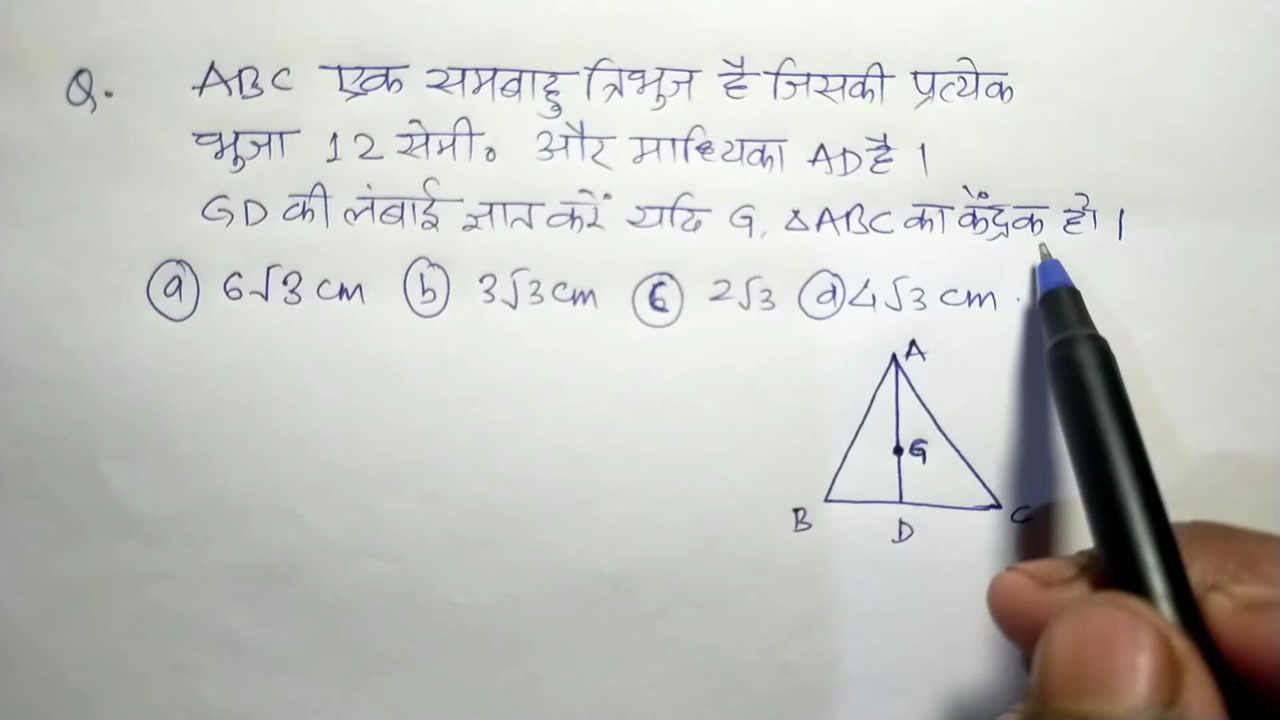 Q. ABC एक समबाहु त्रिभुज है जिसकी प्रत्येक
भुजा 12 सेमी॰ और माध्यिका AD है।
GD की लंबाई ज्ञात करें यदि G, ΔABC का केंद्रक हो।
(a) 6√3 cm (b) 3√3 cm (c) 2√3 (d) 4√3 cm.
A
G
B D C